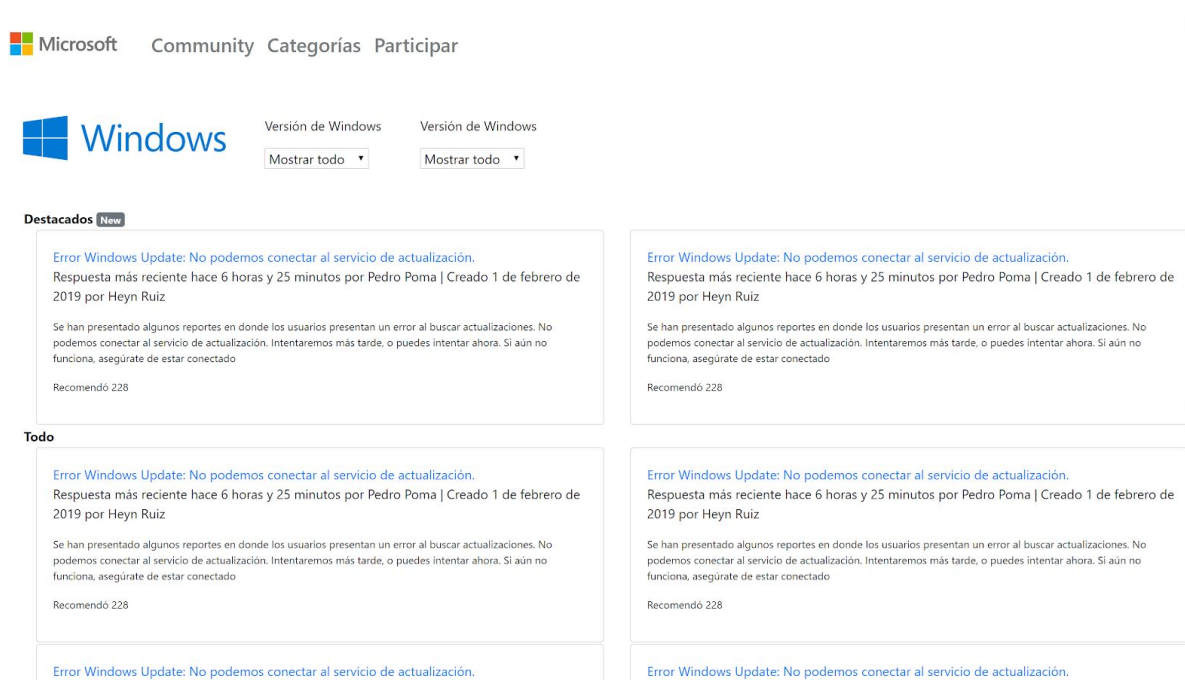 Microsoft Community Categorías Participar
Windows
Versión de Windows Versión de Windows
Mostrar todo Mostrar todo
Destacados New
Error Windows Update: No podemos conectar al servicio de actualización.
Respuesta más reciente hace 6 horas y 25 minutos por Pedro Poma | Creado 1 de febrero de
2019 por Heyn Ruiz
Se han presentado algunos reportes en donde los usuarios presentan un error al buscar actualizaciones. No
podemos conectar al servicio de actualización. Intentaremos más tarde, o puedes intentar ahora. Si aún no
funciona, asegúrate de estar conectado
Recomendó 228
Error Windows Update: No podemos conectar al servicio de actualización.
Respuesta más reciente hace 6 horas y 25 minutos por Pedro Poma | Creado 1 de febrero de
2019 por Heyn Ruiz
Se han presentado algunos reportes en donde los usuarios presentan un error al buscar actualizaciones. No
podemos conectar al servicio de actualización. Intentaremos más tarde, o puedes intentar ahora. Si aún no
funciona, asegúrate de estar conectado
Recomendó 228
Todo
Error Windows Update: No podemos conectar al servicio de actualización.
Respuesta más reciente hace 6 horas y 25 minutos por Pedro Poma | Creado 1 de febrero de
2019 por Heyn Ruiz
Se han presentado algunos reportes en donde los usuarios presentan un error al buscar actualizaciones. No
podemos conectar al servicio de actualización. Intentaremos más tarde, o puedes intentar ahora. Si aún no
funciona, asegúrate de estar conectado
Recomendó 228
Error Windows Update: No podemos conectar al servicio de actualización.
Respuesta más reciente hace 6 horas y 25 minutos por Pedro Poma | Creado 1 de febrero de
2019 por Heyn Ruiz
Se han presentado algunos reportes en donde los usuarios presentan un error al buscar actualizaciones. No
podemos conectar al servicio de actualización. Intentaremos más tarde, o puedes intentar ahora. Si aún no
funciona, asegúrate de estar conectado
Recomendó 228
Error Windows Update: No podemos conectar al servicio de actualización.
Error Windows Update: No podemos conectar al servicio de actualización.